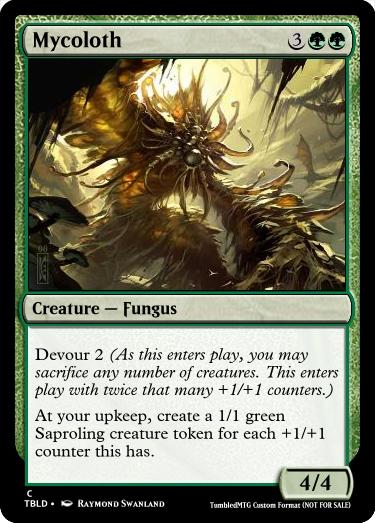 Mycoloth 3
Creature — Fungus
Devour 2 (As this enters play, you may
sacrifice any number of creatures. This enters
play with twice that many +1/+1 counters.)
At your upkeep, create a 1/1 green
Saproling creature token for each +1/+1
counter this has.
4/4
C
TBLD • Raymond Swanland
TumbledMTG Custom Format (NOT FOR SALE)